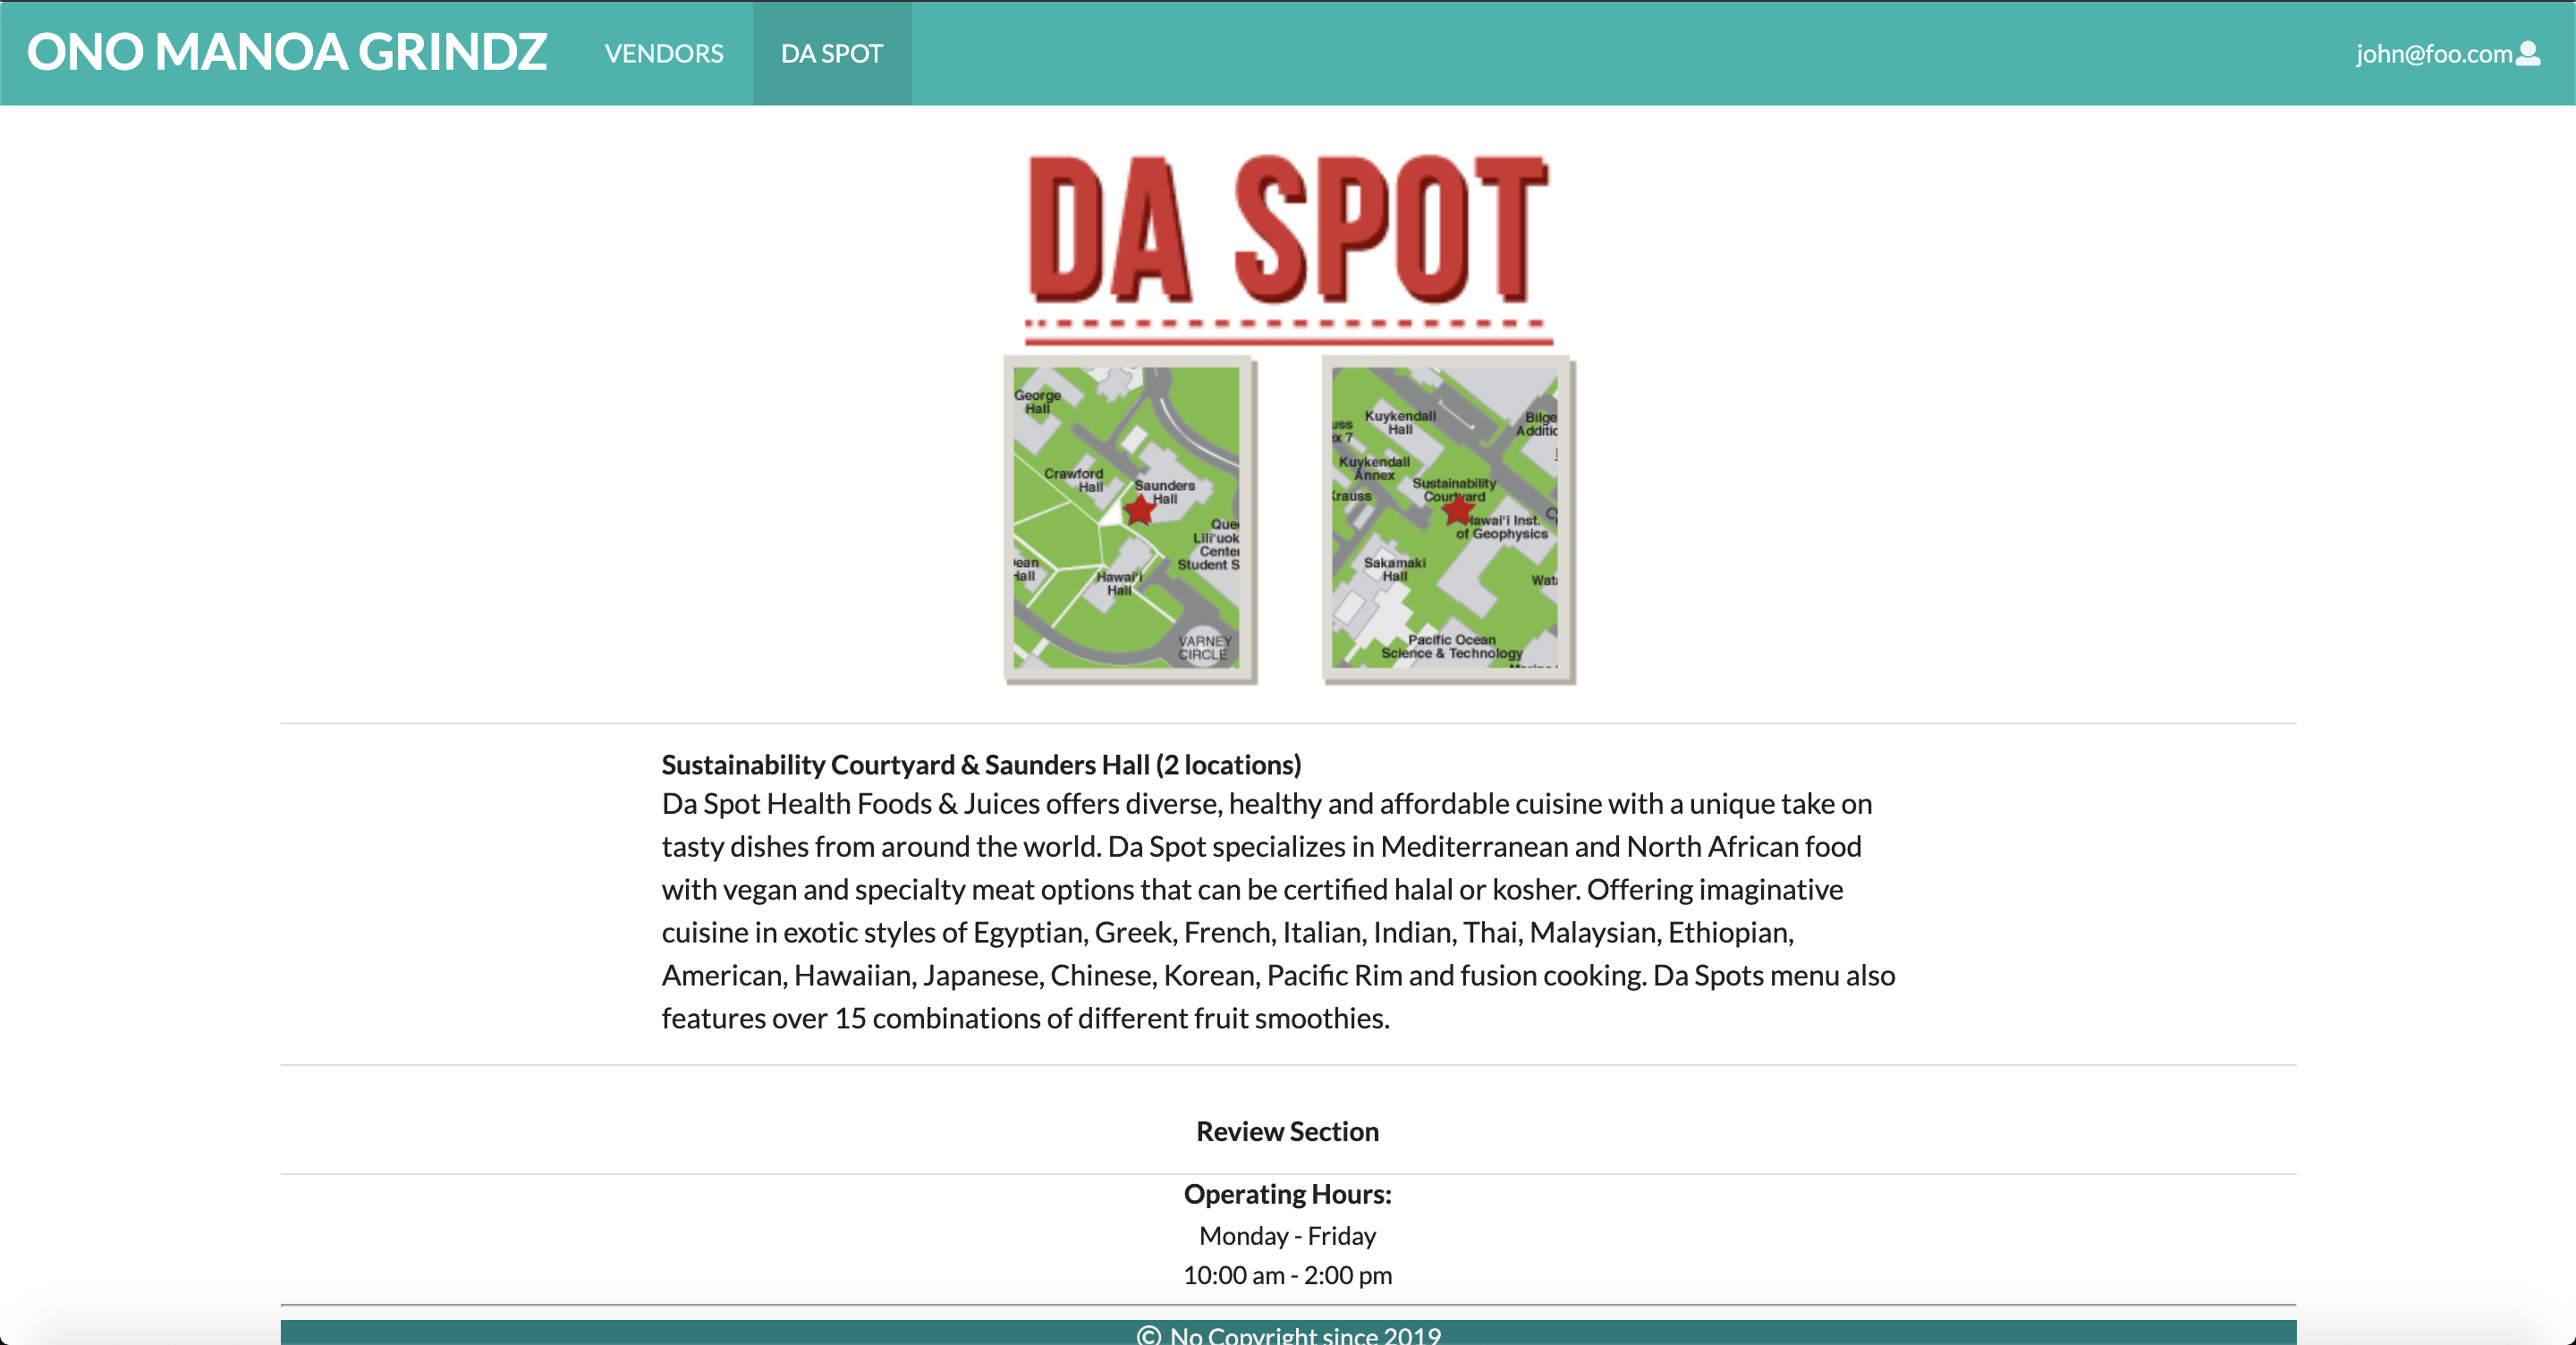 ONO MANOA GRINDZ
VENDORS
DA SPOT
john@foo.com
DA SPOT
George
Hall
Crawford
Hall
Saunders
Hall
Lili'uok
Center
Student S
Hawai'i
Hall
VARNEY
CIRCLE
Kuykendall
Hall
Bilge
Additic
uss
ex 7
Kuykendall
Annex
Krauss
Sustainability
Courtyard
Hawai'i Inst.
of Geophysics
Sakamaki
Hall
Wat
Pacific Ocean
Science & Technology
Sustainability Courtyard & Saunders Hall (2 locations)
Da Spot Health Foods & Juices offers diverse, healthy and affordable cuisine with a unique take on
tasty dishes from around the world. Da Spot specializes in Mediterranean and North African food
with vegan and specialty meat options that can be certified halal or kosher. Offering imaginative
cuisine in exotic styles of Egyptian, Greek, French, Italian, Indian, Thai, Malaysian, Ethiopian,
American, Hawaiian, Japanese, Chinese, Korean, Pacific Rim and fusion cooking. Da Spots menu also
features over 15 combinations of different fruit smoothies.
Review Section
Operating Hours:
Monday - Friday
10:00 am - 2:00 pm
© No Copyright since 2019